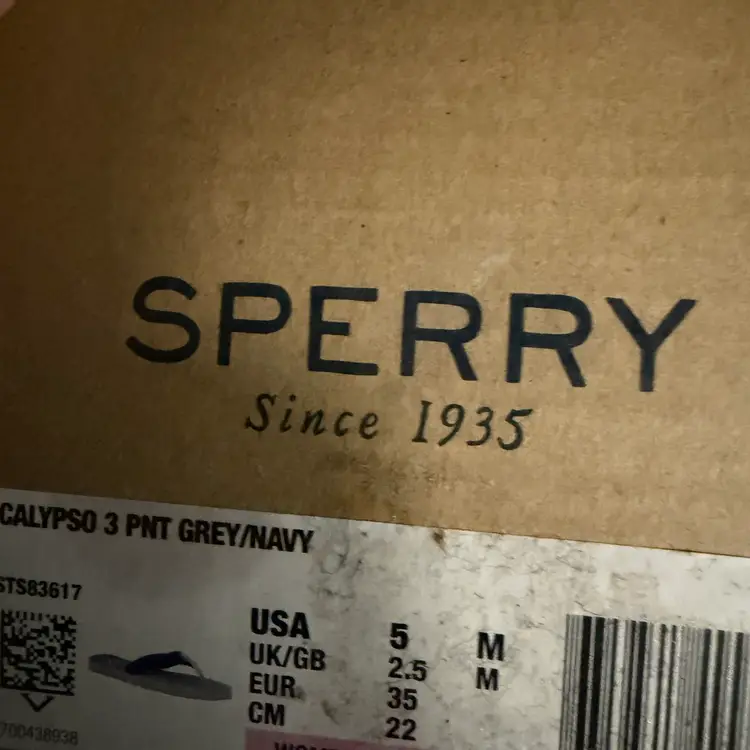 SPERRY
Since 1935
CALYPSO 3 PNT GREY/NAVY
STS83617
USA 5 M
UK/GB 2.5 M
EUR 35
CM 22
700438938